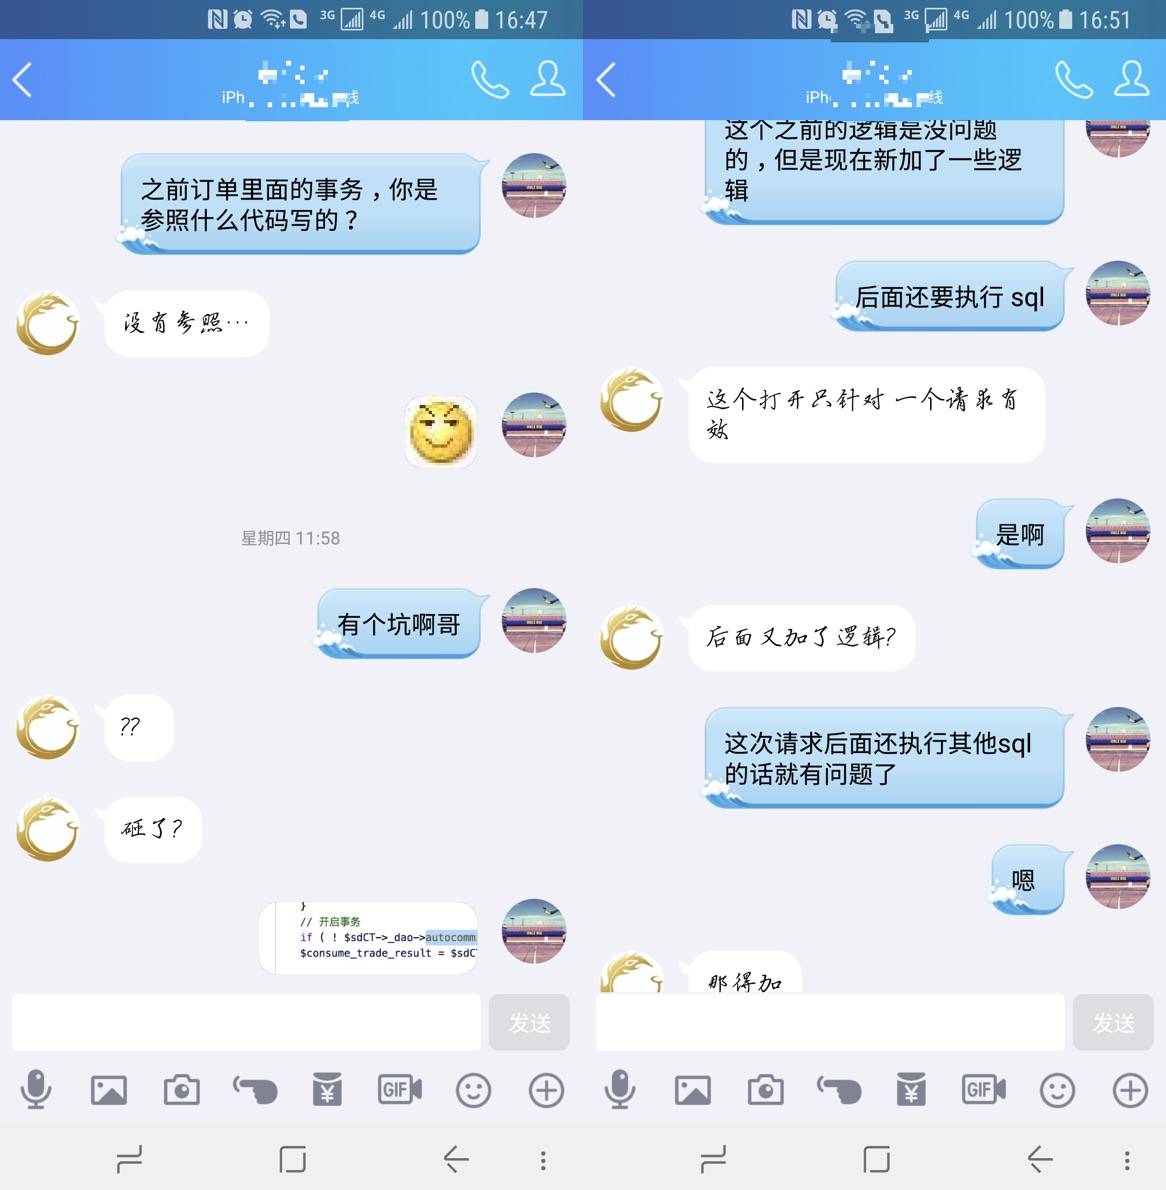 3G 4G 100% 16:47
iPh 线
之前订单里面的事务，你是
参照什么代码写的？
没有参照…
星期四 11:58
有个坑啊哥
??
砸了?
}
// 开启事务
if ( ! $sdCT->_dao->autocomm
$consume_trade_result = $sdC
发送
GIF
3G 4G 100% 16:51
iPh 线
这个之前的逻辑是没问题
的，但是现在新加了一些逻
辑
后面还要执行 sql
这个打开只针对一个请求有
效
是啊
后面又加了逻辑?
这次请求后面还执行其他sql
的话就有问题了
嗯
那得加
发送
GIF